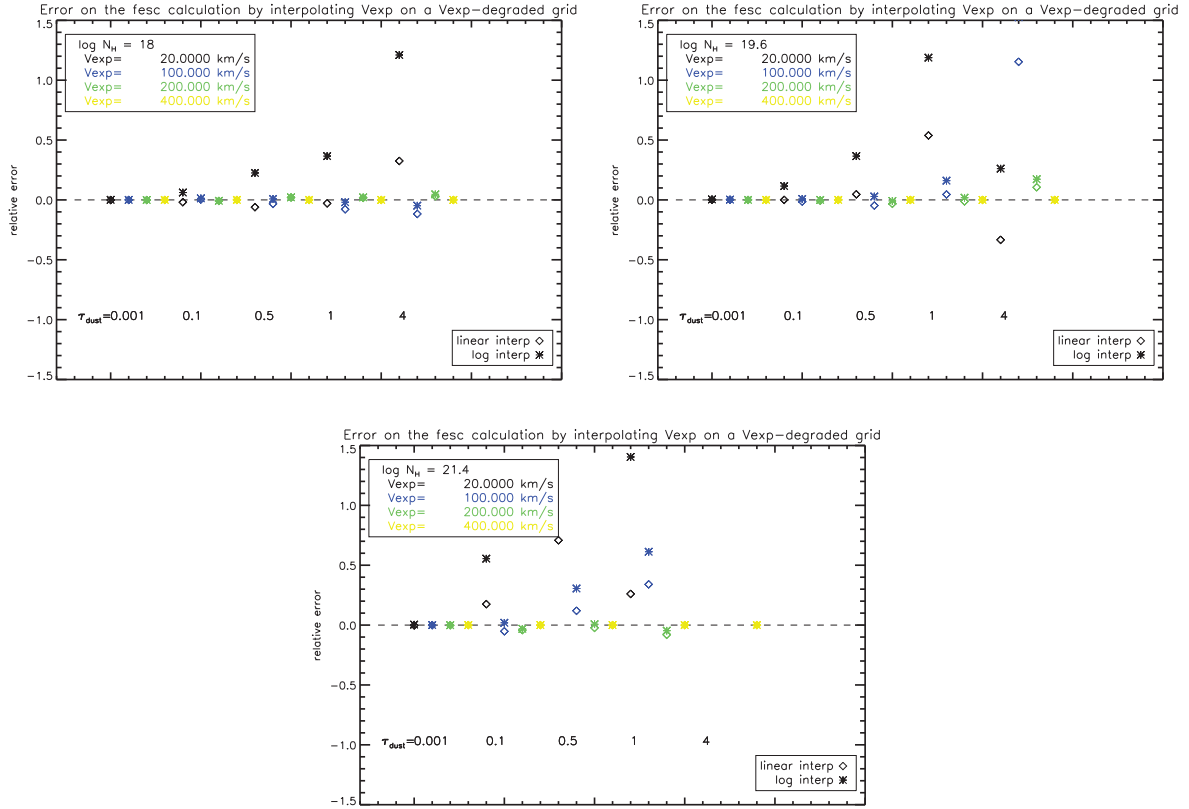 Error on the fesc calculation by interpolating Vexp on a Vexp-degraded grid
1.5
1.0
0.5
0.0
-0.5
-1.0
-1.5
relative error
log N_H = 18
Vexp= 20.0000 km/s
Vexp= 100.000 km/s
Vexp= 200.000 km/s
Vexp= 400.000 km/s
τ_dust=0.001 0.1 0.5 1 4
linear interp ◇
log interp ✳
Error on the fesc calculation by interpolating Vexp on a Vexp-degraded grid
1.5
1.0
0.5
0.0
-0.5
-1.0
-1.5
relative error
log N_H = 19.6
Vexp= 20.0000 km/s
Vexp= 100.000 km/s
Vexp= 200.000 km/s
Vexp= 400.000 km/s
τ_dust=0.001 0.1 0.5 1 4
linear interp ◇
log interp ✳
Error on the fesc calculation by interpolating Vexp on a Vexp-degraded grid
1.5
1.0
0.5
0.0
-0.5
-1.0
-1.5
relative error
log N_H = 21.4
Vexp= 20.0000 km/s
Vexp= 100.000 km/s
Vexp= 200.000 km/s
Vexp= 400.000 km/s
τ_dust=0.001 0.1 0.5 1 4
linear interp ◇
log interp ✳